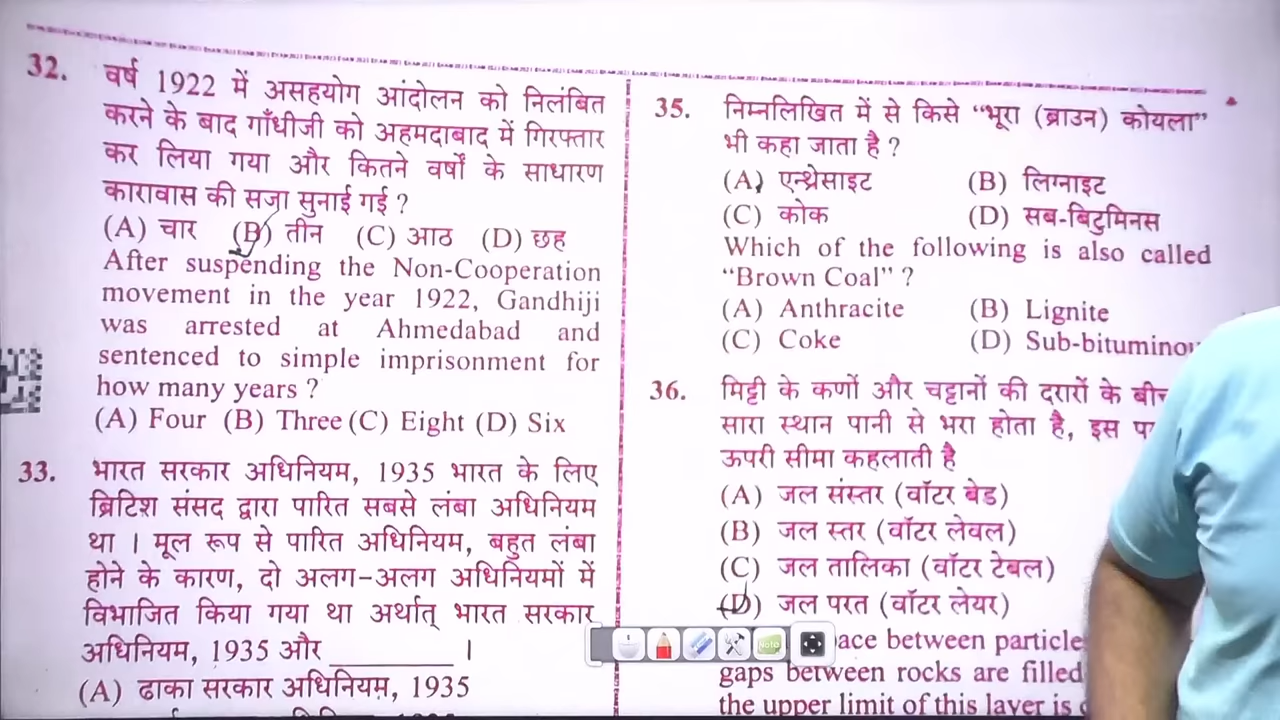 32. वर्ष 1922 में असहयोग आंदोलन को निलंबित
करने के बाद गाँधीजी को अहमदाबाद में गिरफ्तार
कर लिया गया और कितने वर्षों के साधारण
कारावास की सजा सुनाई गई ?
(A) चार (B) तीन (C) आठ (D) छह
After suspending the Non-Cooperation
movement in the year 1922, Gandhiji
was arrested at Ahmedabad and
sentenced to simple imprisonment for
how many years ?
(A) Four (B) Three (C) Eight (D) Six
33. भारत सरकार अधिनियम, 1935 भारत के लिए
ब्रिटिश संसद द्वारा पारित सबसे लंबा अधिनियम
था । मूल रूप से पारित अधिनियम, बहुत लंबा
होने के कारण, दो अलग-अलग अधिनियमों में
विभाजित किया गया था अर्थात् भारत सरकार
अधिनियम, 1935 और __________ ।
(A) ढाका सरकार अधिनियम, 1935
35. निम्नलिखित में से किसे “भूरा (ब्राउन) कोयला”
भी कहा जाता है ?
(A) एन्थ्रेसाइट (B) लिग्नाइट
(C) कोक (D) सब-बिटुमिनस
Which of the following is also called
“Brown Coal” ?
(A) Anthracite (B) Lignite
(C) Coke (D)
36. मिट्टी के कणों और चट्टानों की दरारों के
सारा स्थान पानी से भरा होता है, इस
ऊपरी सीमा कहलाती है
(A) जल संस्तर (वॉटर बेड)
(B) जल स्तर (वॉटर लेवल)
(C) जल तालिका (वॉटर टेबल)
(D) जल परत (वॉटर लेयर)
between
gaps between rocks are filled
the upper limit of this layer is
Note